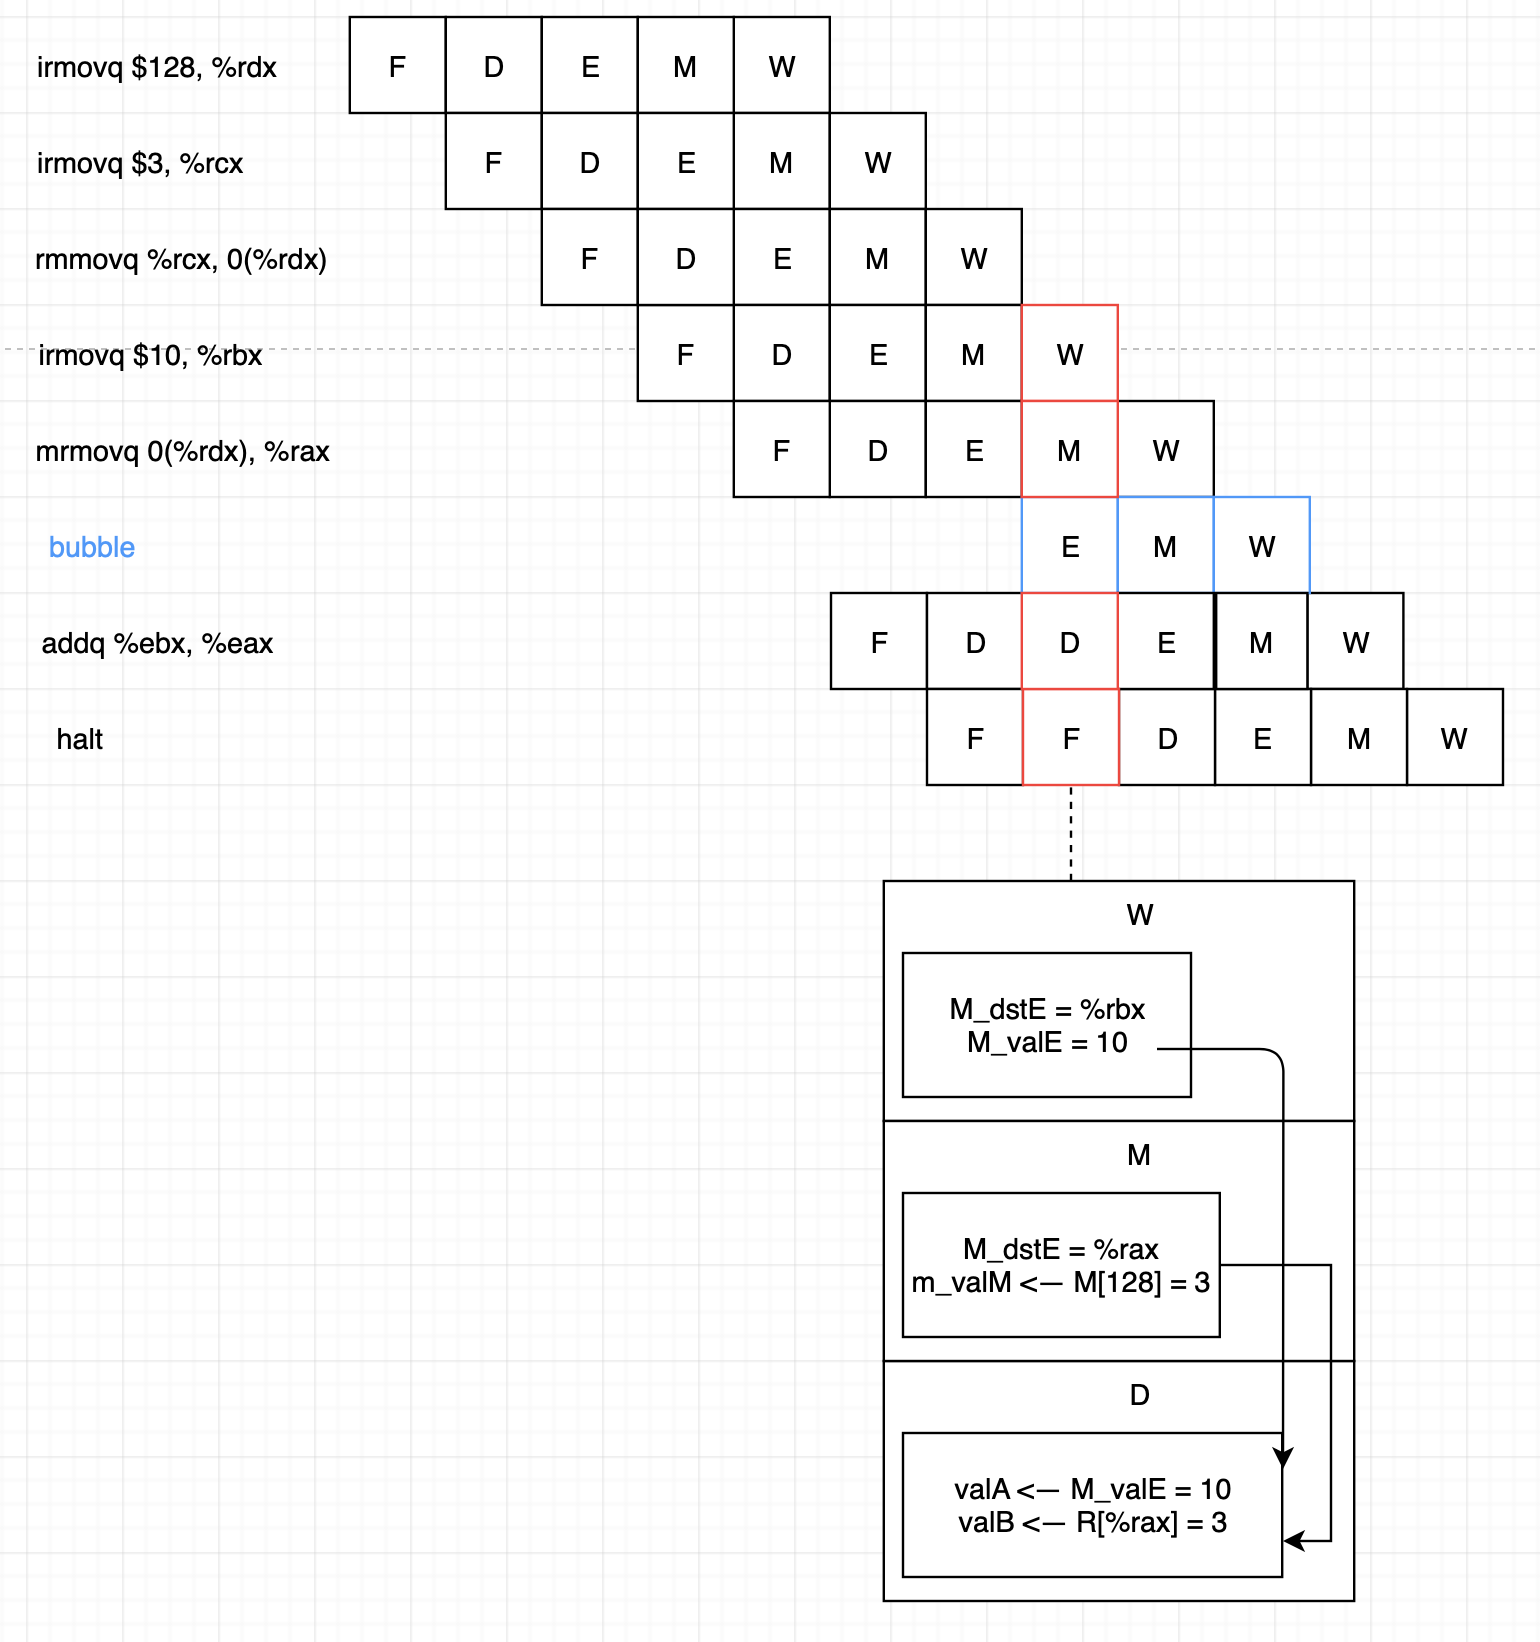 irmovq $128, %rdx F D E M W
irmovq $3, %rcx F D E M W
rmmovq %rcx, 0(%rdx) F D E M W
irmovq $10, %rbx F D E M W
mrmovq 0(%rdx), %rax F D E M W
bubble E M W
addq %ebx, %eax F D D E M W
halt F F D E M W
W
M_dstE = %rbx
M_valE = 10
M
M_dstE = %rax
m_valM <— M[128] = 3
D
valA <— M_valE = 10
valB <— R[%rax] = 3